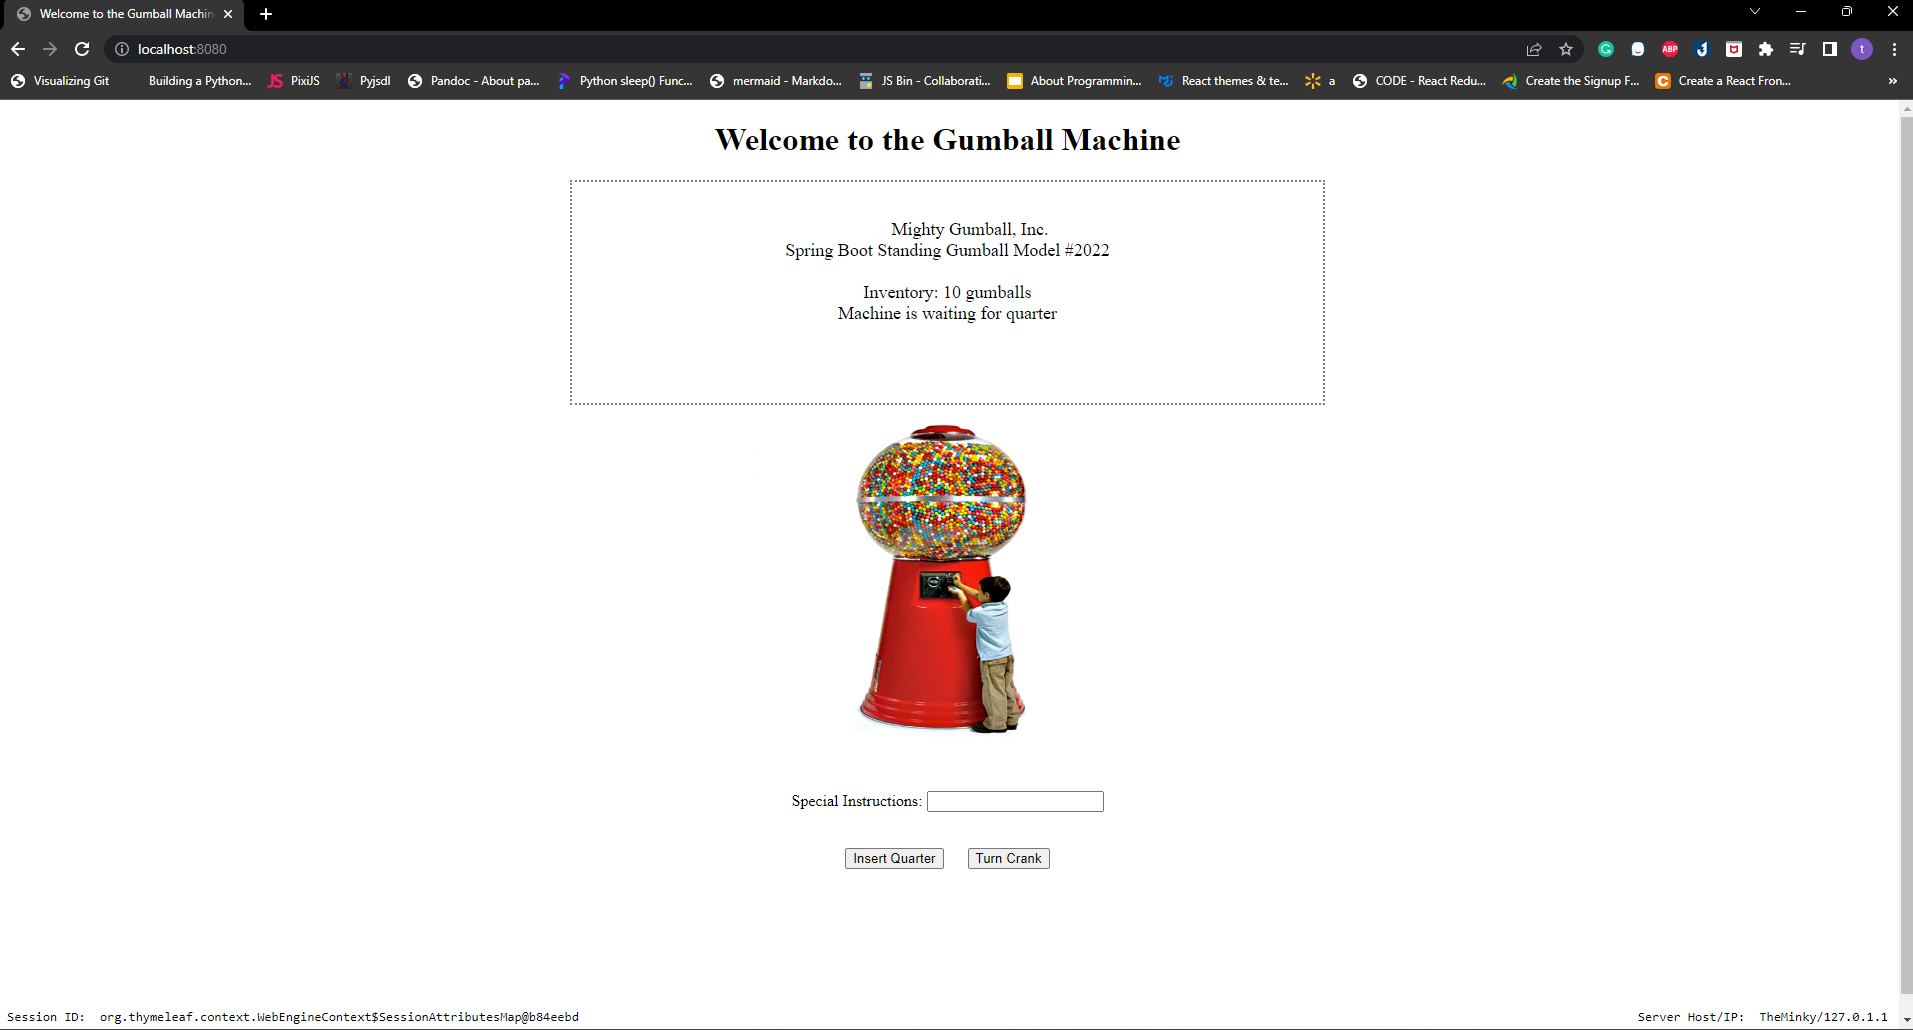 Welcome to the Gumball Machin
localhost:8080
Visualizing Git Building a Python... JS PixiJS Pyjsdl Pandoc - About pa... Python sleep() Func... mermaid - Markdo... JS Bin - Collaborati... About Programmin... React themes & te... a CODE - React Redu... Create the Signup F... C Create a React Fron... »
Welcome to the Gumball Machine
Mighty Gumball, Inc.
Spring Boot Standing Gumball Model #2022
Inventory: 10 gumballs
Machine is waiting for quarter
Special Instructions:
Insert Quarter Turn Crank
Session ID: org.thymeleaf.context.WebEngineContext$SessionAttributesMap@b84eebd Server Host/IP: TheMinky/127.0.1.1